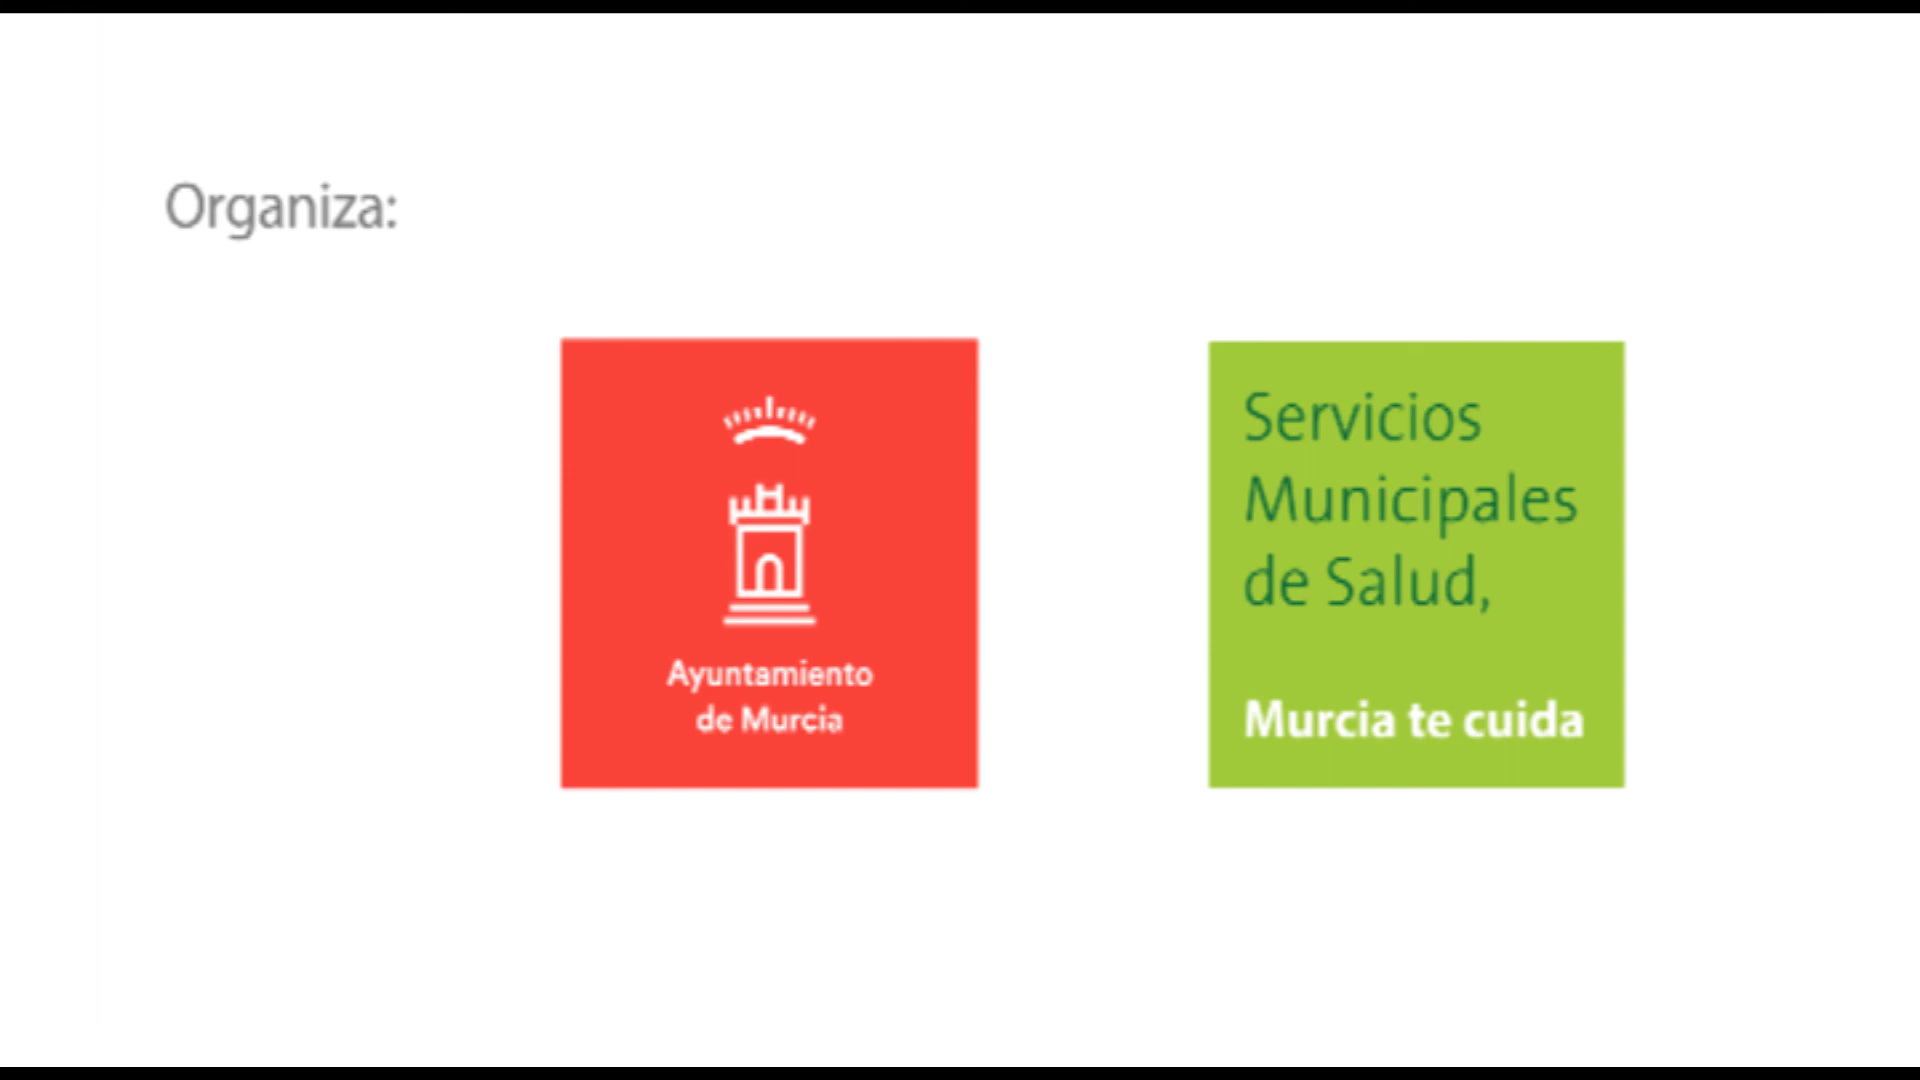 Organiza:
Ayuntamiento
de Murcia
Servicios
Municipales
de Salud,
Murcia te cuida